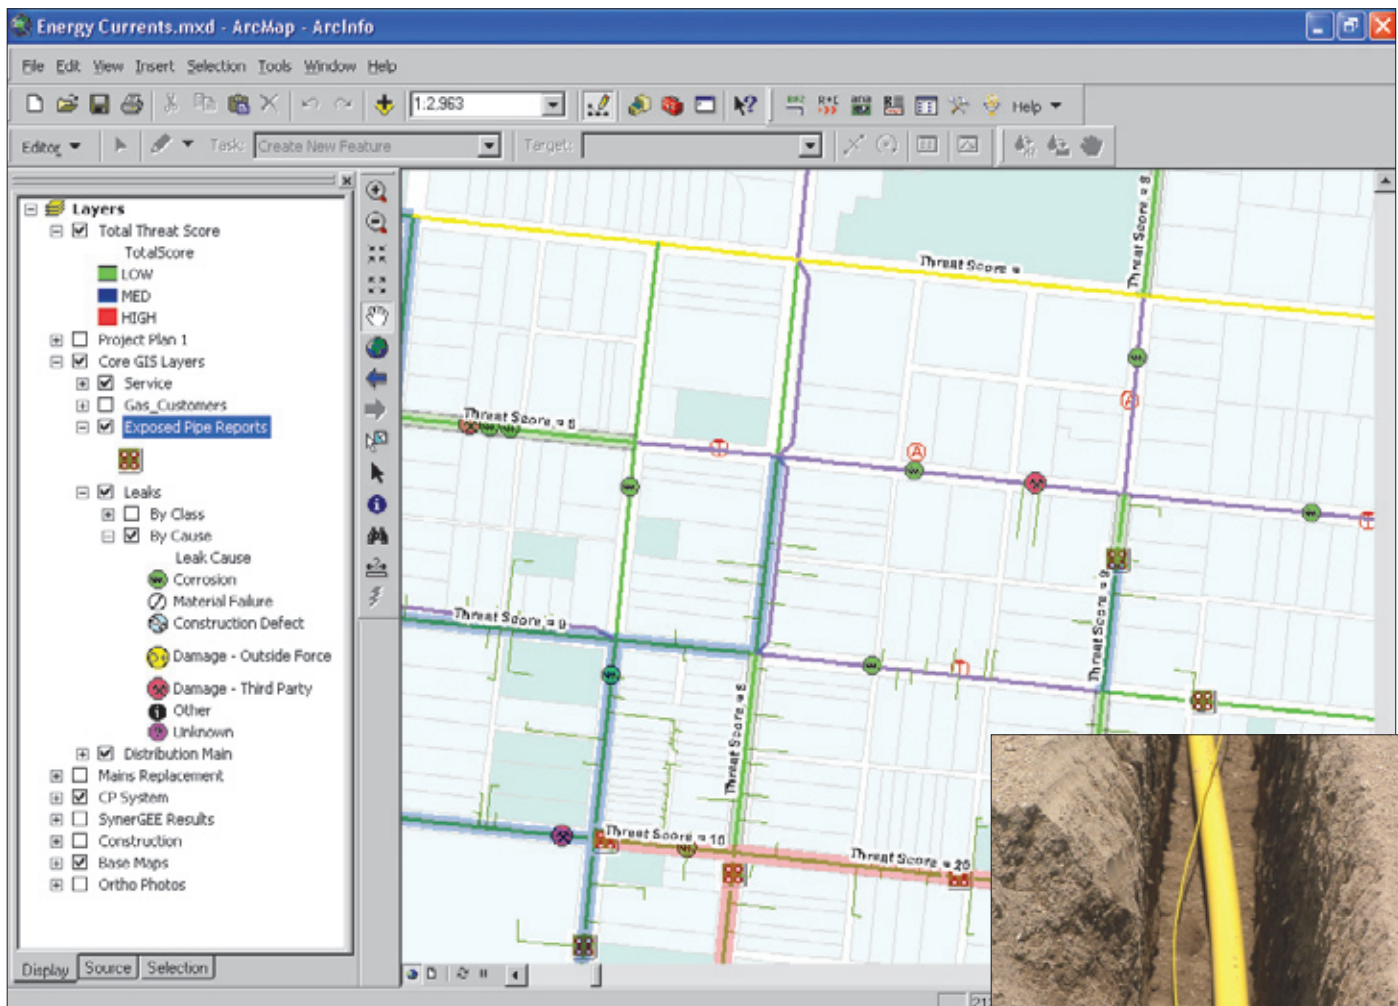 Energy Currents.mxd - ArcMap - ArcInfo
File Edit View Insert Selection Tools Window Help
1:2,963
Help
Editor
Task:
Create New Feature
Target:
Layers
Total Threat Score
TotalScore
LOW
MED
HIGH
Project Plan 1
Core GIS Layers
Service
Gas_Customers
Exposed Pipe Reports
Leaks
By Class
By Cause
Leak Cause
Corrosion
Material Failure
Construction Defect
Damage - Outside Force
Damage - Third Party
Other
Unknown
Distribution Main
Mains Replacement
CP System
SynerGEE Results
Construction
Base Maps
Ortho Photos
Display Source Selection
Threat Score =
Threat Score = 8
Threat Score =
A
A
Threat Score = 9
Threat Score =
Threat Score =
Threat Score = 10
Threat Score = 20